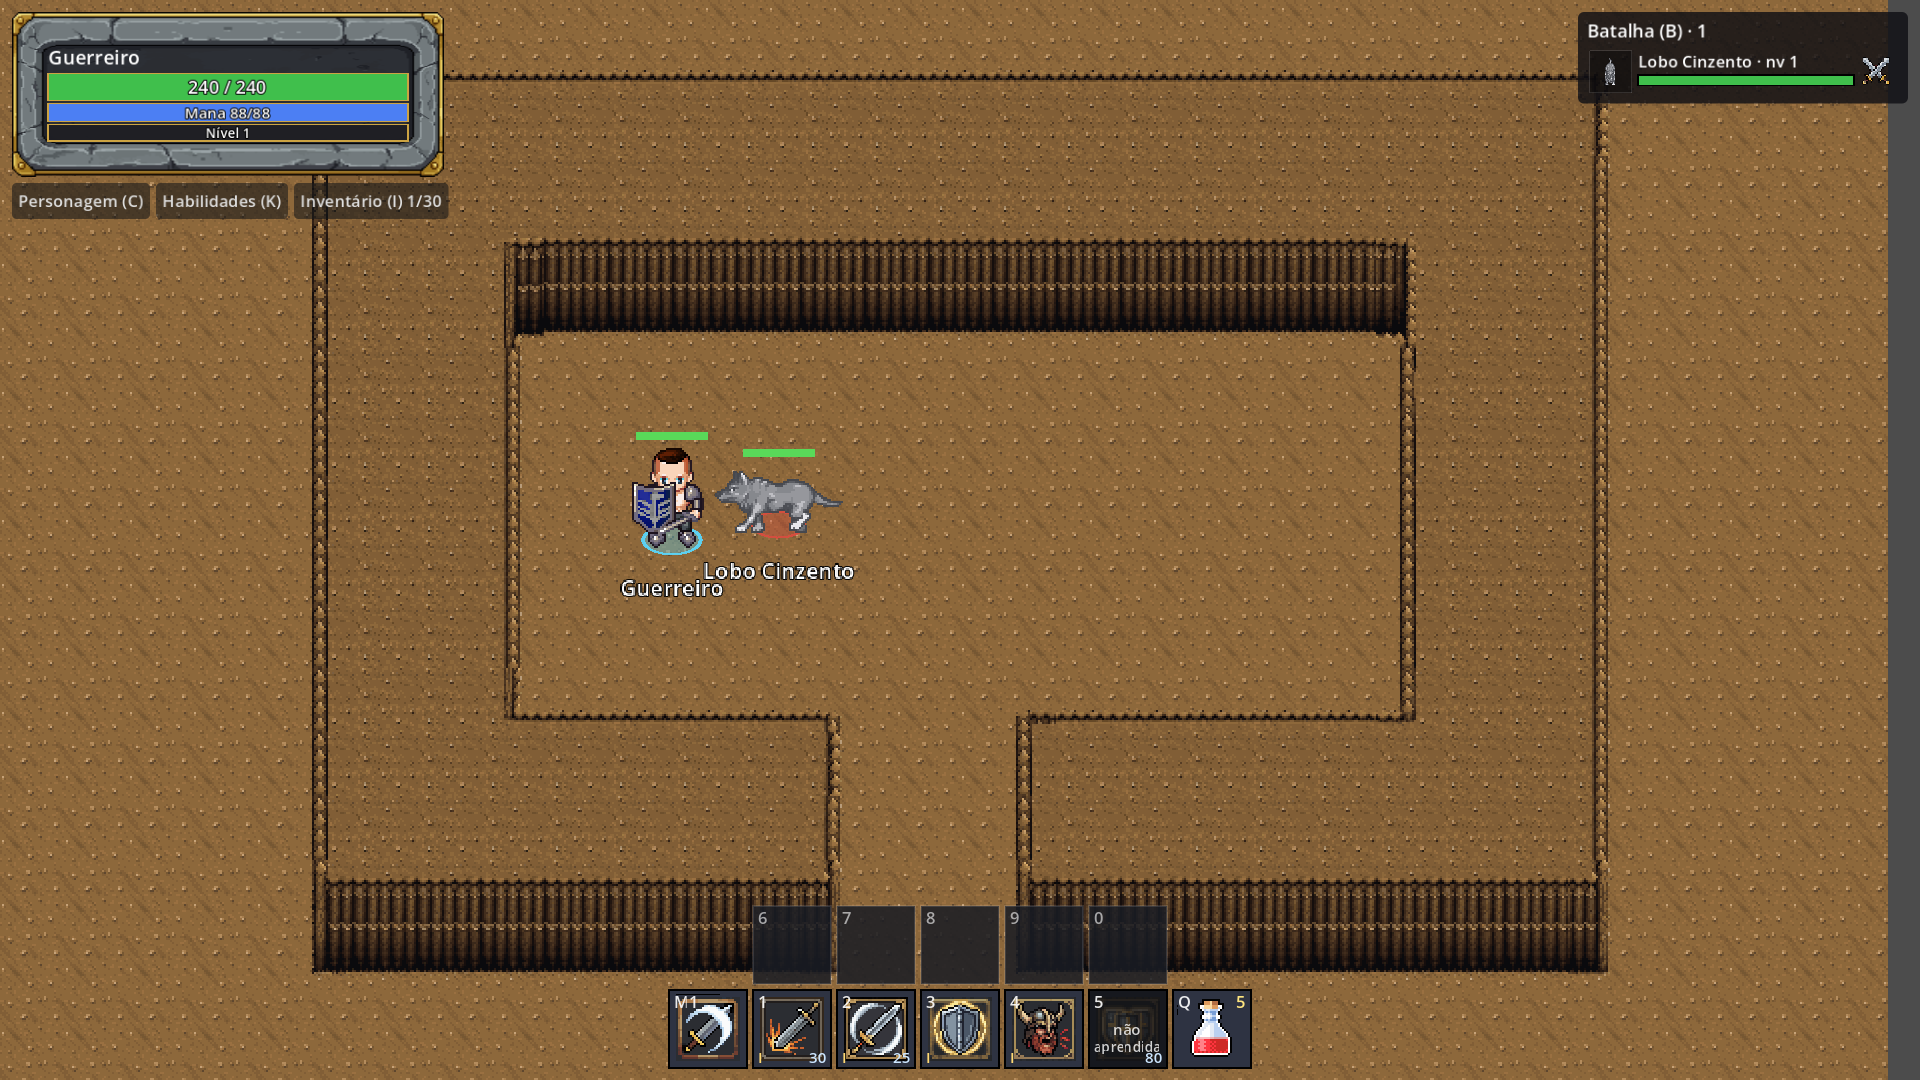 Guerreiro
240 / 240
Mana 88/88
Nível 1
Personagem (C)
Habilidades (K)
Inventário (I) 1/30
Batalha (B) · 1
Lobo Cinzento · nv 1
Lobo Cinzento
Guerreiro
6
7
8
9
0
M1
1
I
30
2
I
25
3
I
4
I
5
não
aprendida
80
Q
5